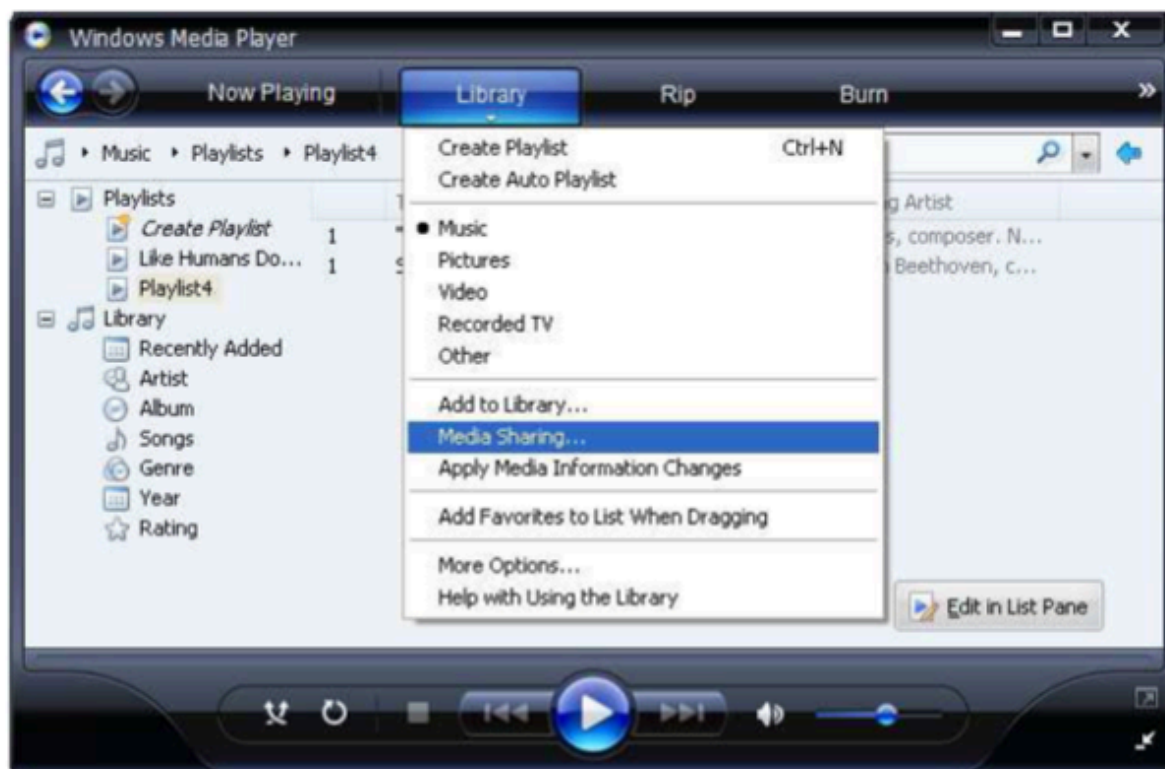 Windows Media Player
Now Playing Library Rip Burn »
Music Playlists Playlist4
Create Playlist Ctrl+N
Create Auto Playlist
Music
Pictures
Video
Recorded TV
Other
Add to Library...
Media Sharing...
Apply Media Information Changes
Add Favorites to List When Dragging
More Options...
Help with Using the Library
Playlists
Create Playlist
Like Humans Do...
Playlist4
Library
Recently Added
Artist
Album
Songs
Genre
Year
Rating
1
1
Artist
composer. N...
Beethoven, c...
Edit in List Pane